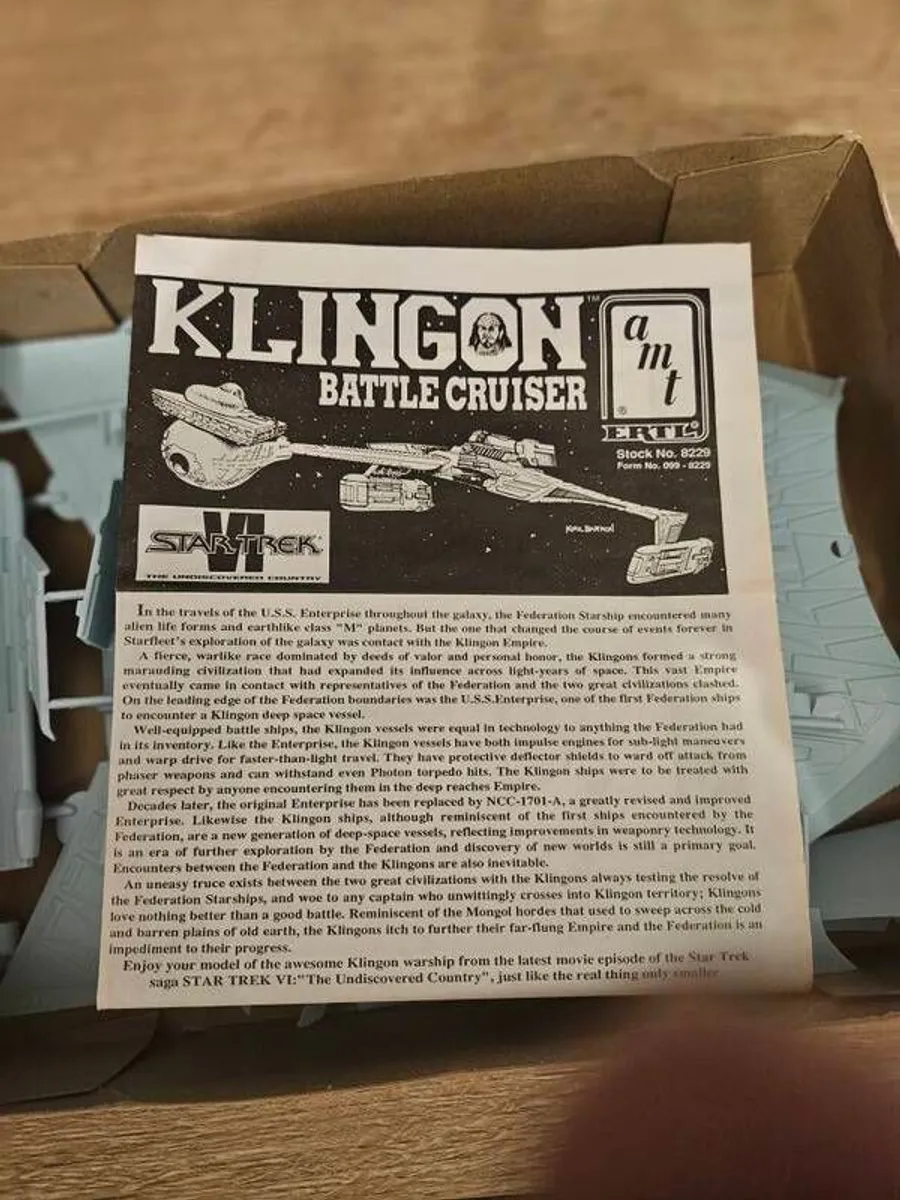 KLINGON™
BATTLE CRUISER
amt
®
ERTL®
Stock No. 8229
Form No. 099 - 8229
STAR TREK VI
THE UNDISCOVERED COUNTRY
In the travels of the U.S.S. Enterprise throughout the galaxy, the Federation Starship encountered many
alien life forms and earthlike class "M" planets. But the one that changed the course of events forever in
Starfleet's exploration of the galaxy was contact with the Klingon Empire.
A fierce, warlike race dominated by deeds of valor and personal honor, the Klingons formed a strong
marauding civilization that had expanded its influence across light-years of space. This vast Empire
eventually came in contact with representatives of the Federation and the two great civilizations clashed.
On the leading edge of the Federation boundaries was the U.S.S.Enterprise, one of the first Federation ships
to encounter a Klingon deep space vessel.
Well-equipped battle ships, the Klingon vessels were equal in technology to anything the Federation had
in its inventory. Like the Enterprise, the Klingon vessels have both impulse engines for sub-light maneuvers
and warp drive for faster-than-light travel. They have protective deflector shields to ward off attack from
phaser weapons and can withstand even Photon torpedo hits. The Klingon ships were to be treated with
great respect by anyone encountering them in the deep reaches Empire.
Decades later, the original Enterprise has been replaced by NCC-1701-A, a greatly revised and improved
Enterprise. Likewise the Klingon ships, although reminiscent of the first ships encountered by the
Federation, are a new generation of deep-space vessels, reflecting improvements in weaponry technology. It
is an era of further exploration by the Federation and discovery of new worlds is still a primary goal.
Encounters between the Federation and the Klingons are also inevitable.
An uneasy truce exists between the two great civilizations with the Klingons always testing the resolve of
the Federation Starships, and woe to any captain who unwittingly crosses into Klingon territory; Klingons
love nothing better than a good battle. Reminiscent of the Mongol hordes that used to sweep across the cold
and barren plains of old earth, the Klingons itch to further their far-flung Empire and the Federation is an
impediment to their progress.
Enjoy your model of the awesome Klingon warship from the latest movie episode of the Star Trek
saga STAR TREK VI:"The Undiscovered Country", just like the real thing only smaller